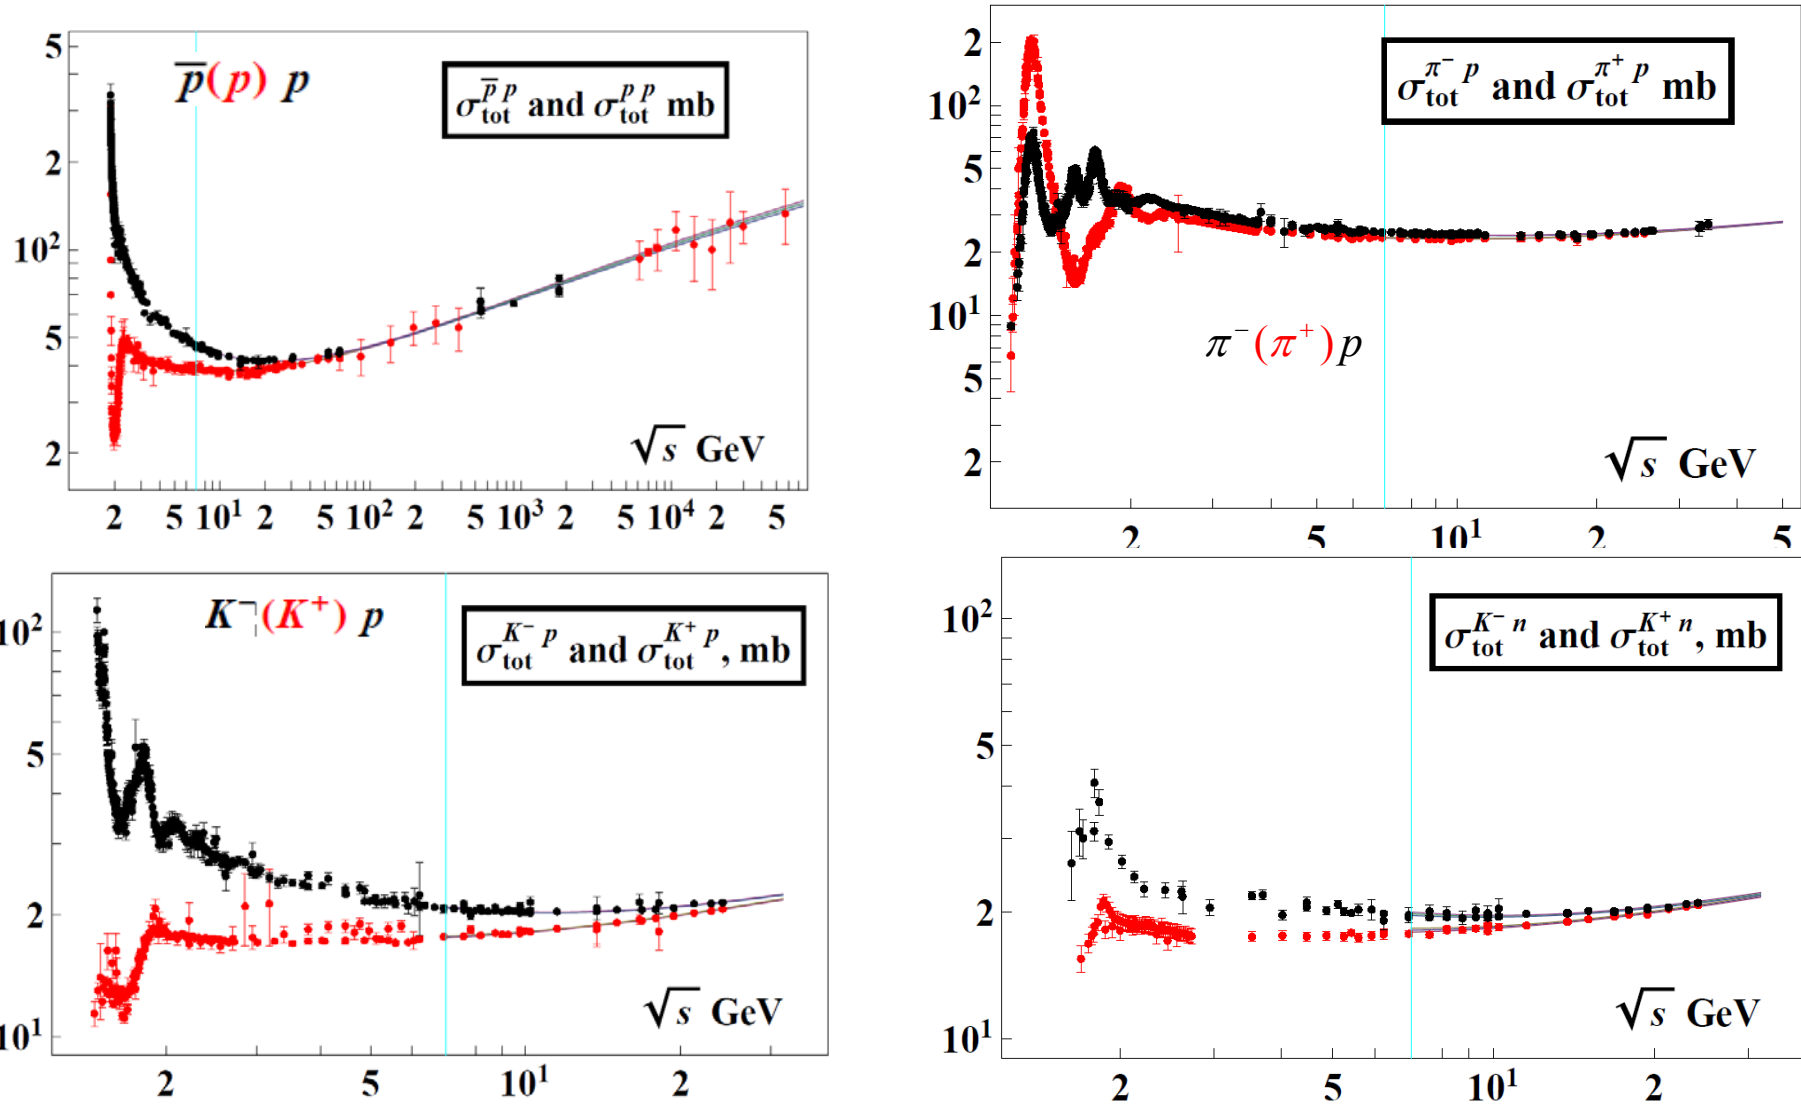 p̅(p) p
σ_tot^{p̅ p} and σ_tot^{p p} mb
5
2
10²
5
2
√s GeV
2 5 10¹ 2 5 10² 2 5 10³ 2 5 10⁴ 2 5
σ_tot^{π⁻ p} and σ_tot^{π⁺ p} mb
2
10²
5
2
10¹
5
2
π⁻(π⁺)p
√s GeV
2 5 10¹ 2 5
K⁻(K⁺) p
σ_tot^{K⁻ p} and σ_tot^{K⁺ p}, mb
10²
5
2
10¹
√s GeV
2 5 10¹ 2
σ_tot^{K⁻ n} and σ_tot^{K⁺ n}, mb
10²
5
2
10¹
√s GeV
2 5 10¹ 2